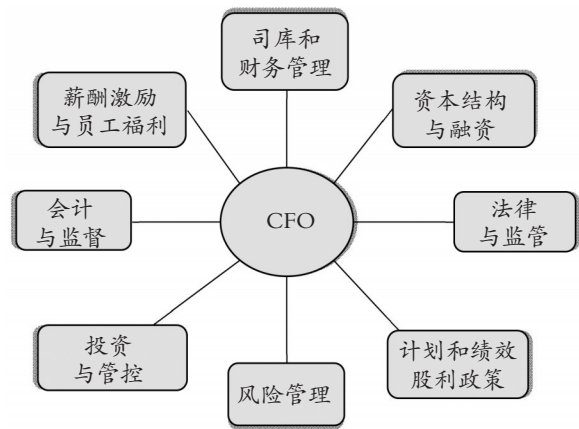 司库和
财务管理
薪酬激励
与员工福利
资本结构
与融资
会计
与监督
CFO
法律
与监管
投资
与管控
风险管理
计划和绩效
股利政策